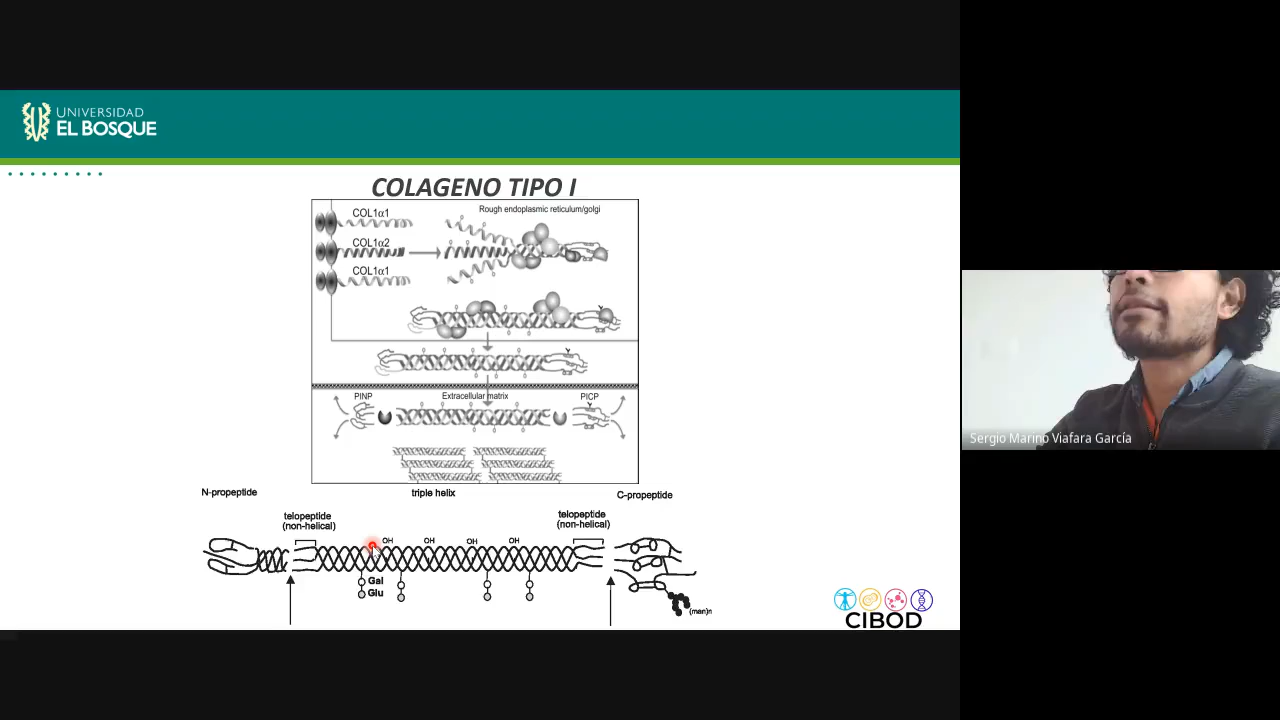 UNIVERSIDAD
EL BOSQUE
COLAGENO TIPO I
COL1α1
Rough endoplasmic reticulum/golgi
COL1α2
COL1α1
PINP
Extracellular matrix
PICP
N-propeptide
triple helix
C-propeptide
telopeptide
(non-helical)
telopeptide
(non-helical)
OH
OH
OH
OH
Gal
Glu
(man)n
CIBOD
Sergio Marino Viafara García